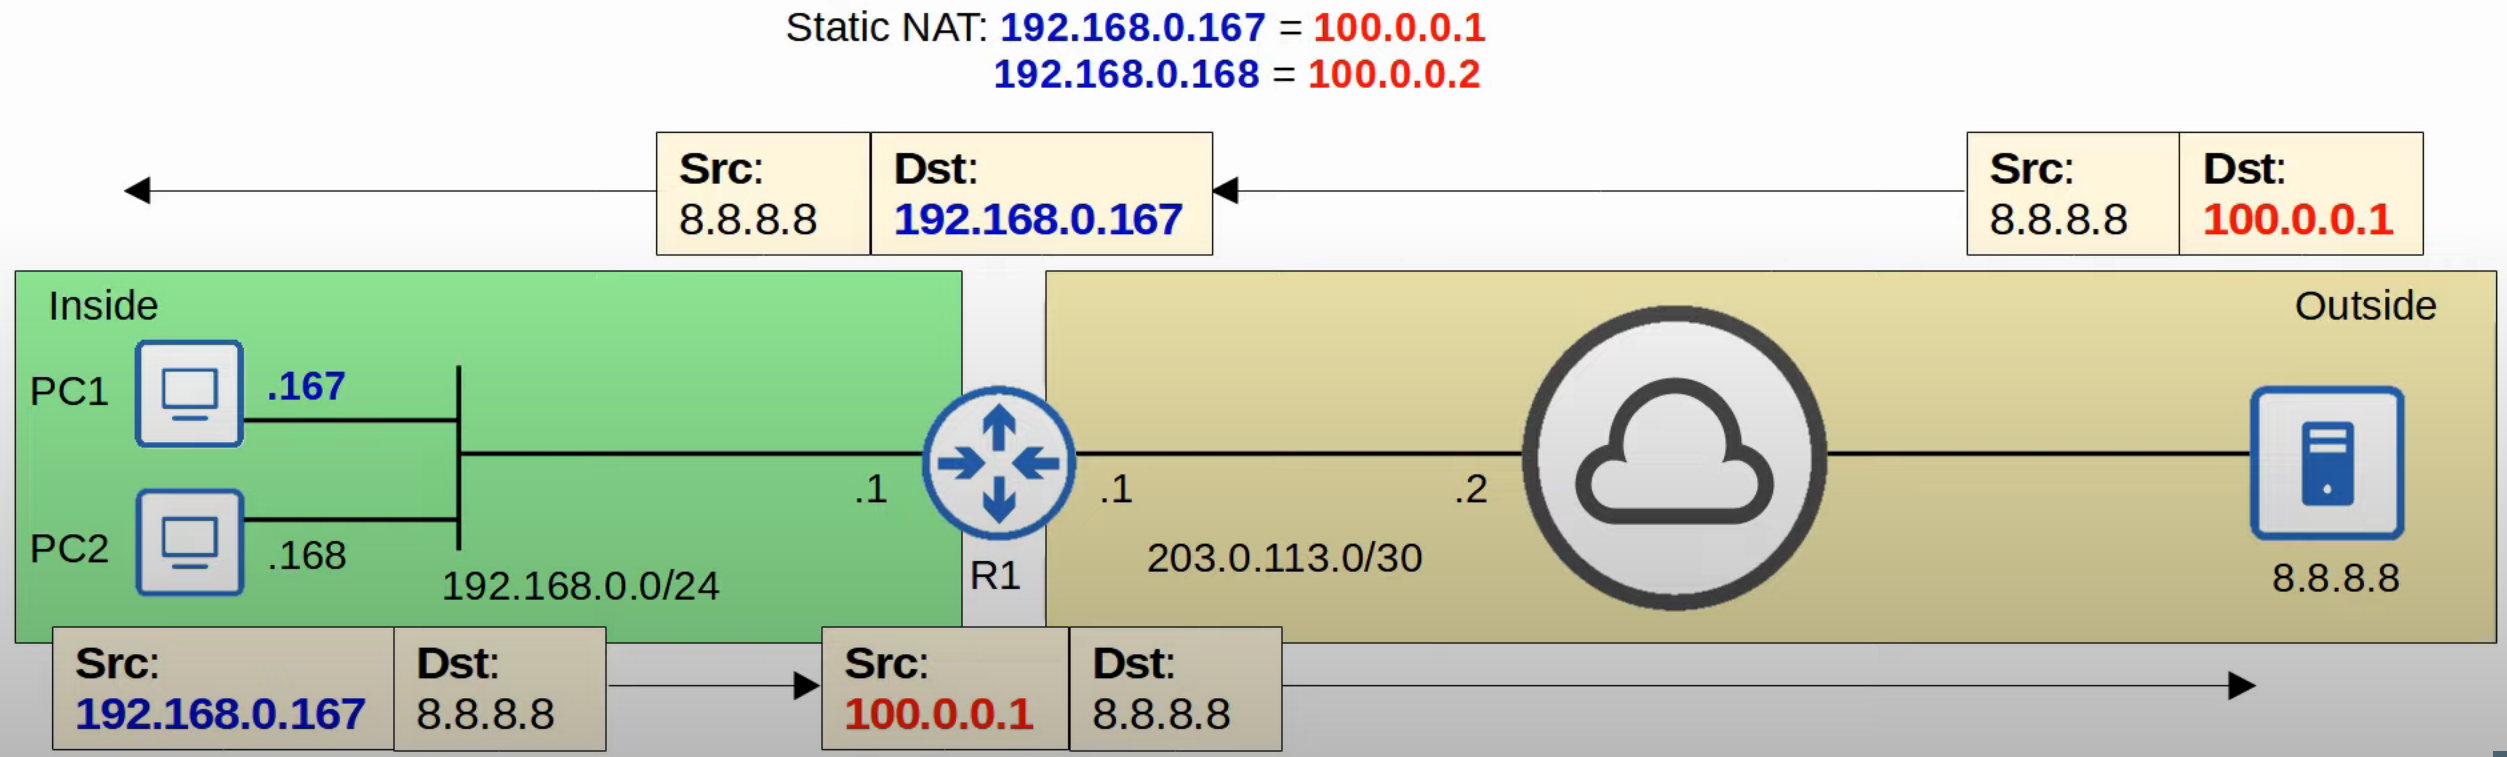 Static NAT: 192.168.0.167 = 100.0.0.1
192.168.0.168 = 100.0.0.2
Src:
8.8.8.8
Dst:
192.168.0.167
Src:
8.8.8.8
Dst:
100.0.0.1
Inside
Outside
PC1
.167
PC2
.168
192.168.0.0/24
.1
R1
.1
.2
203.0.113.0/30
8.8.8.8
Src:
192.168.0.167
Dst:
8.8.8.8
Src:
100.0.0.1
Dst:
8.8.8.8